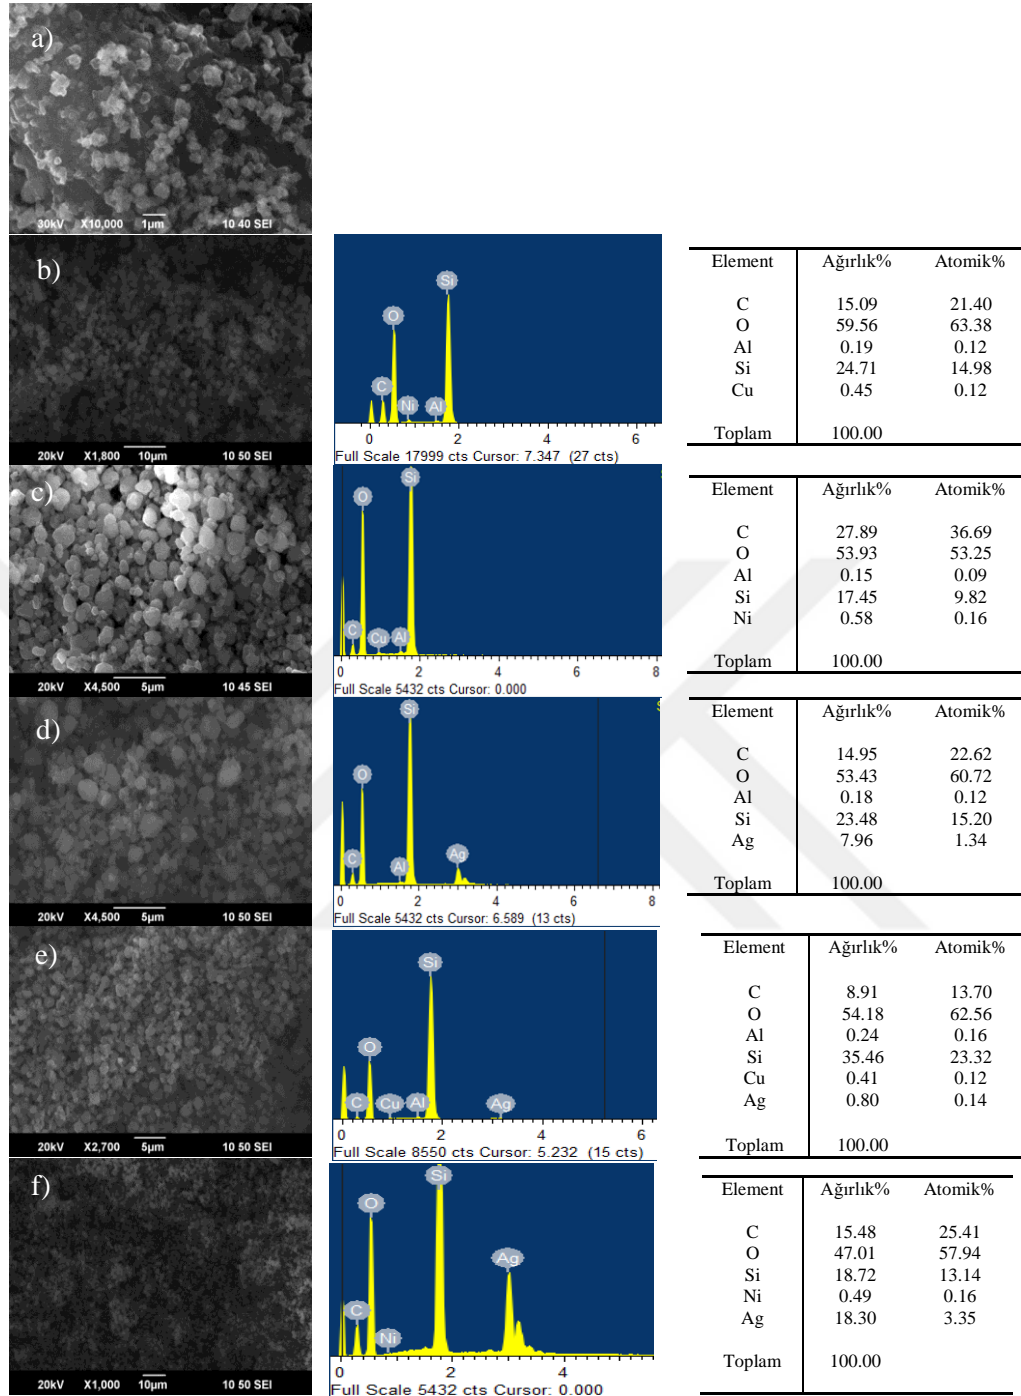 a)
30kV X10,000 1µm 10 40 SEI
b)
20kV X1,800 10µm 10 50 SEI
Si
O
C
Ni
Al
0 2 4 6
Full Scale 17999 cts Cursor: 7.347 (27 cts)
Element Ağırlık% Atomik%
C 15.09 21.40
O 59.56 63.38
Al 0.19 0.12
Si 24.71 14.98
Cu 0.45 0.12
Toplam 100.00
c)
20kV X4,500 5µm 10 45 SEI
Si
O
C
Cu
Al
0 2 4 6 8
Full Scale 5432 cts Cursor: 0.000
Element Ağırlık% Atomik%
C 27.89 36.69
O 53.93 53.25
Al 0.15 0.09
Si 17.45 9.82
Ni 0.58 0.16
Toplam 100.00
d)
20kV X4,500 5µm 10 50 SEI
Si
O
C
Al
Ag
0 2 4 6 8
Full Scale 5432 cts Cursor: 6.589 (13 cts)
Element Ağırlık% Atomik%
C 14.95 22.62
O 53.43 60.72
Al 0.18 0.12
Si 23.48 15.20
Ag 7.96 1.34
Toplam 100.00
e)
20kV X2,700 5µm 10 50 SEI
Si
O
C
Cu
Al
Ag
0 2 4 6
Full Scale 8550 cts Cursor: 5.232 (15 cts)
Element Ağırlık% Atomik%
C 8.91 13.70
O 54.18 62.56
Al 0.24 0.16
Si 35.46 23.32
Cu 0.41 0.12
Ag 0.80 0.14
Toplam 100.00
f)
20kV X1,000 10µm 10 50 SEI
Si
O
Ag
C
Ni
0 2 4
Full Scale 5432 cts Cursor: 0.000
Element Ağırlık% Atomik%
C 15.48 25.41
O 47.01 57.94
Si 18.72 13.14
Ni 0.49 0.16
Ag 18.30 3.35
Toplam 100.00